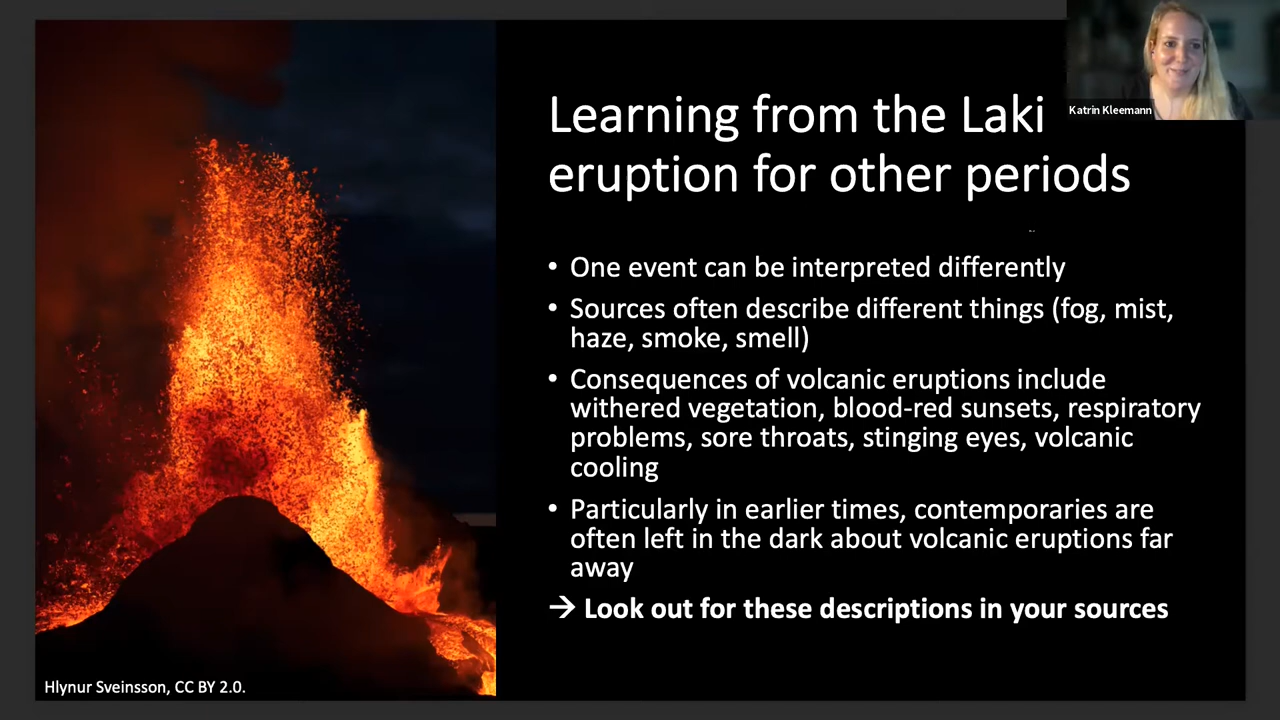 Katrin Kleemann
Learning from the Laki
eruption for other periods
• One event can be interpreted differently
• Sources often describe different things (fog, mist,
haze, smoke, smell)
• Consequences of volcanic eruptions include
withered vegetation, blood-red sunsets, respiratory
problems, sore throats, stinging eyes, volcanic
cooling
• Particularly in earlier times, contemporaries are
often left in the dark about volcanic eruptions far
away
→ Look out for these descriptions in your sources
Hlynur Sveinsson, CC BY 2.0.